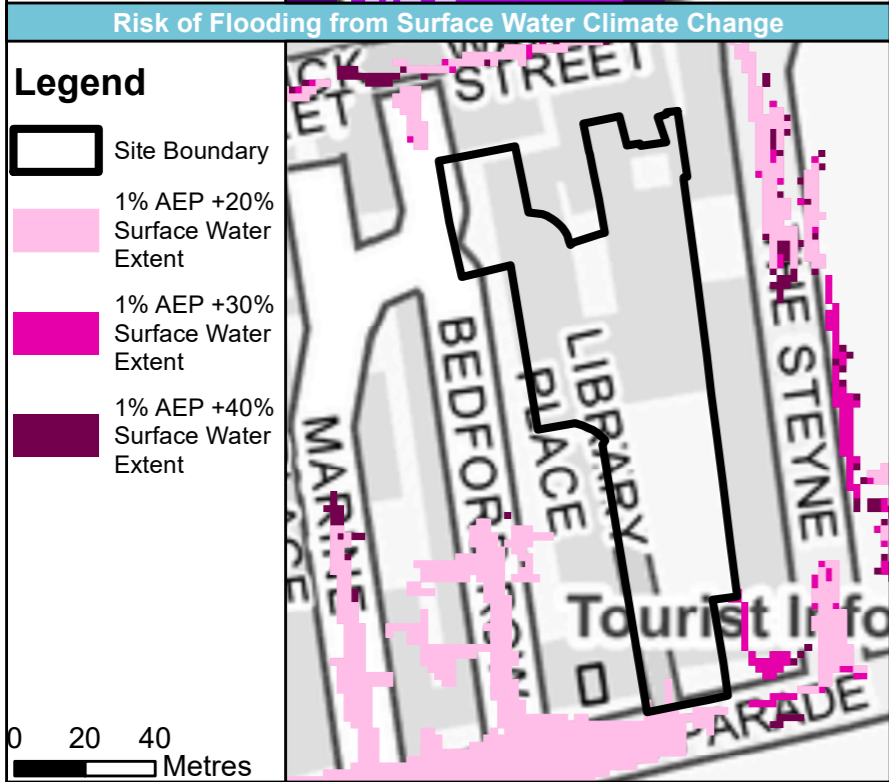 Risk of Flooding from Surface Water Climate Change
Legend
Site Boundary
1% AEP +20%
Surface Water
Extent
1% AEP +30%
Surface Water
Extent
1% AEP +40%
Surface Water
Extent
0 20 40
Metres
STREET
BEDFORD ROW
LIBRARY
PLACE
MARINE
HE STEYNE
Tourist Info
PARADE